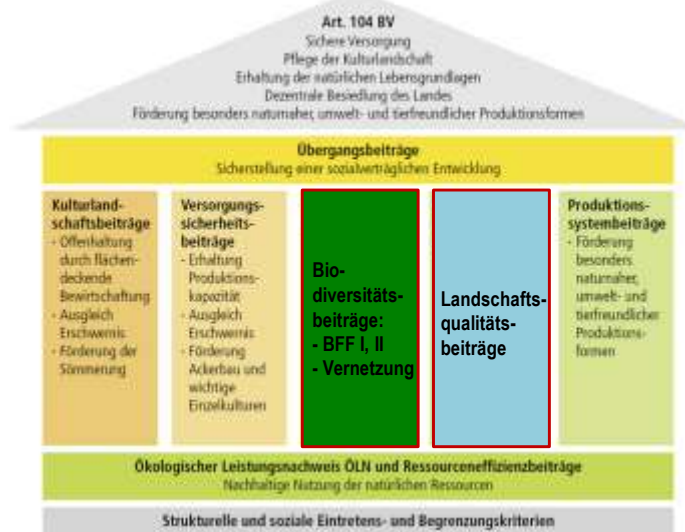 Art. 104 BV
Sichere Versorgung
Pflege der Kulturlandschaft
Erhaltung der natürlichen Lebensgrundlagen
Dezentrale Besiedlung des Landes
Förderung besonders naturnaher, umwelt- und tierfreundlicher Produktionsformen
Übergangsbeiträge
Sicherstellung einer sozialverträglichen Entwicklung
Kulturland-
schaftsbeiträge
- Offenhaltung
durch flächen-
deckende
Bewirtschaftung
- Ausgleich
Erschwernis
- Förderung der
Sömmerung
Versorgungs-
sicherheits-
beiträge
- Erhaltung
Produktions-
kapazität
- Ausgleich
Erschwernis
- Förderung
Ackerbau und
wichtige
Einzelkulturen
Bio-
diversitäts-
beiträge:
- BFF I, II
- Vernetzung
Landschafts-
qualitäts-
beiträge
Produktions-
systembeiträge
- Förderung
besonders
naturnaher,
umwelt- und
tierfreundlicher
Produktions-
formen
Ökologischer Leistungsnachweis ÖLN und Ressourceneffizienzbeiträge
Nachhaltige Nutzung der natürlichen Ressourcen
Strukturelle und soziale Eintretens- und Begrenzungskriterien